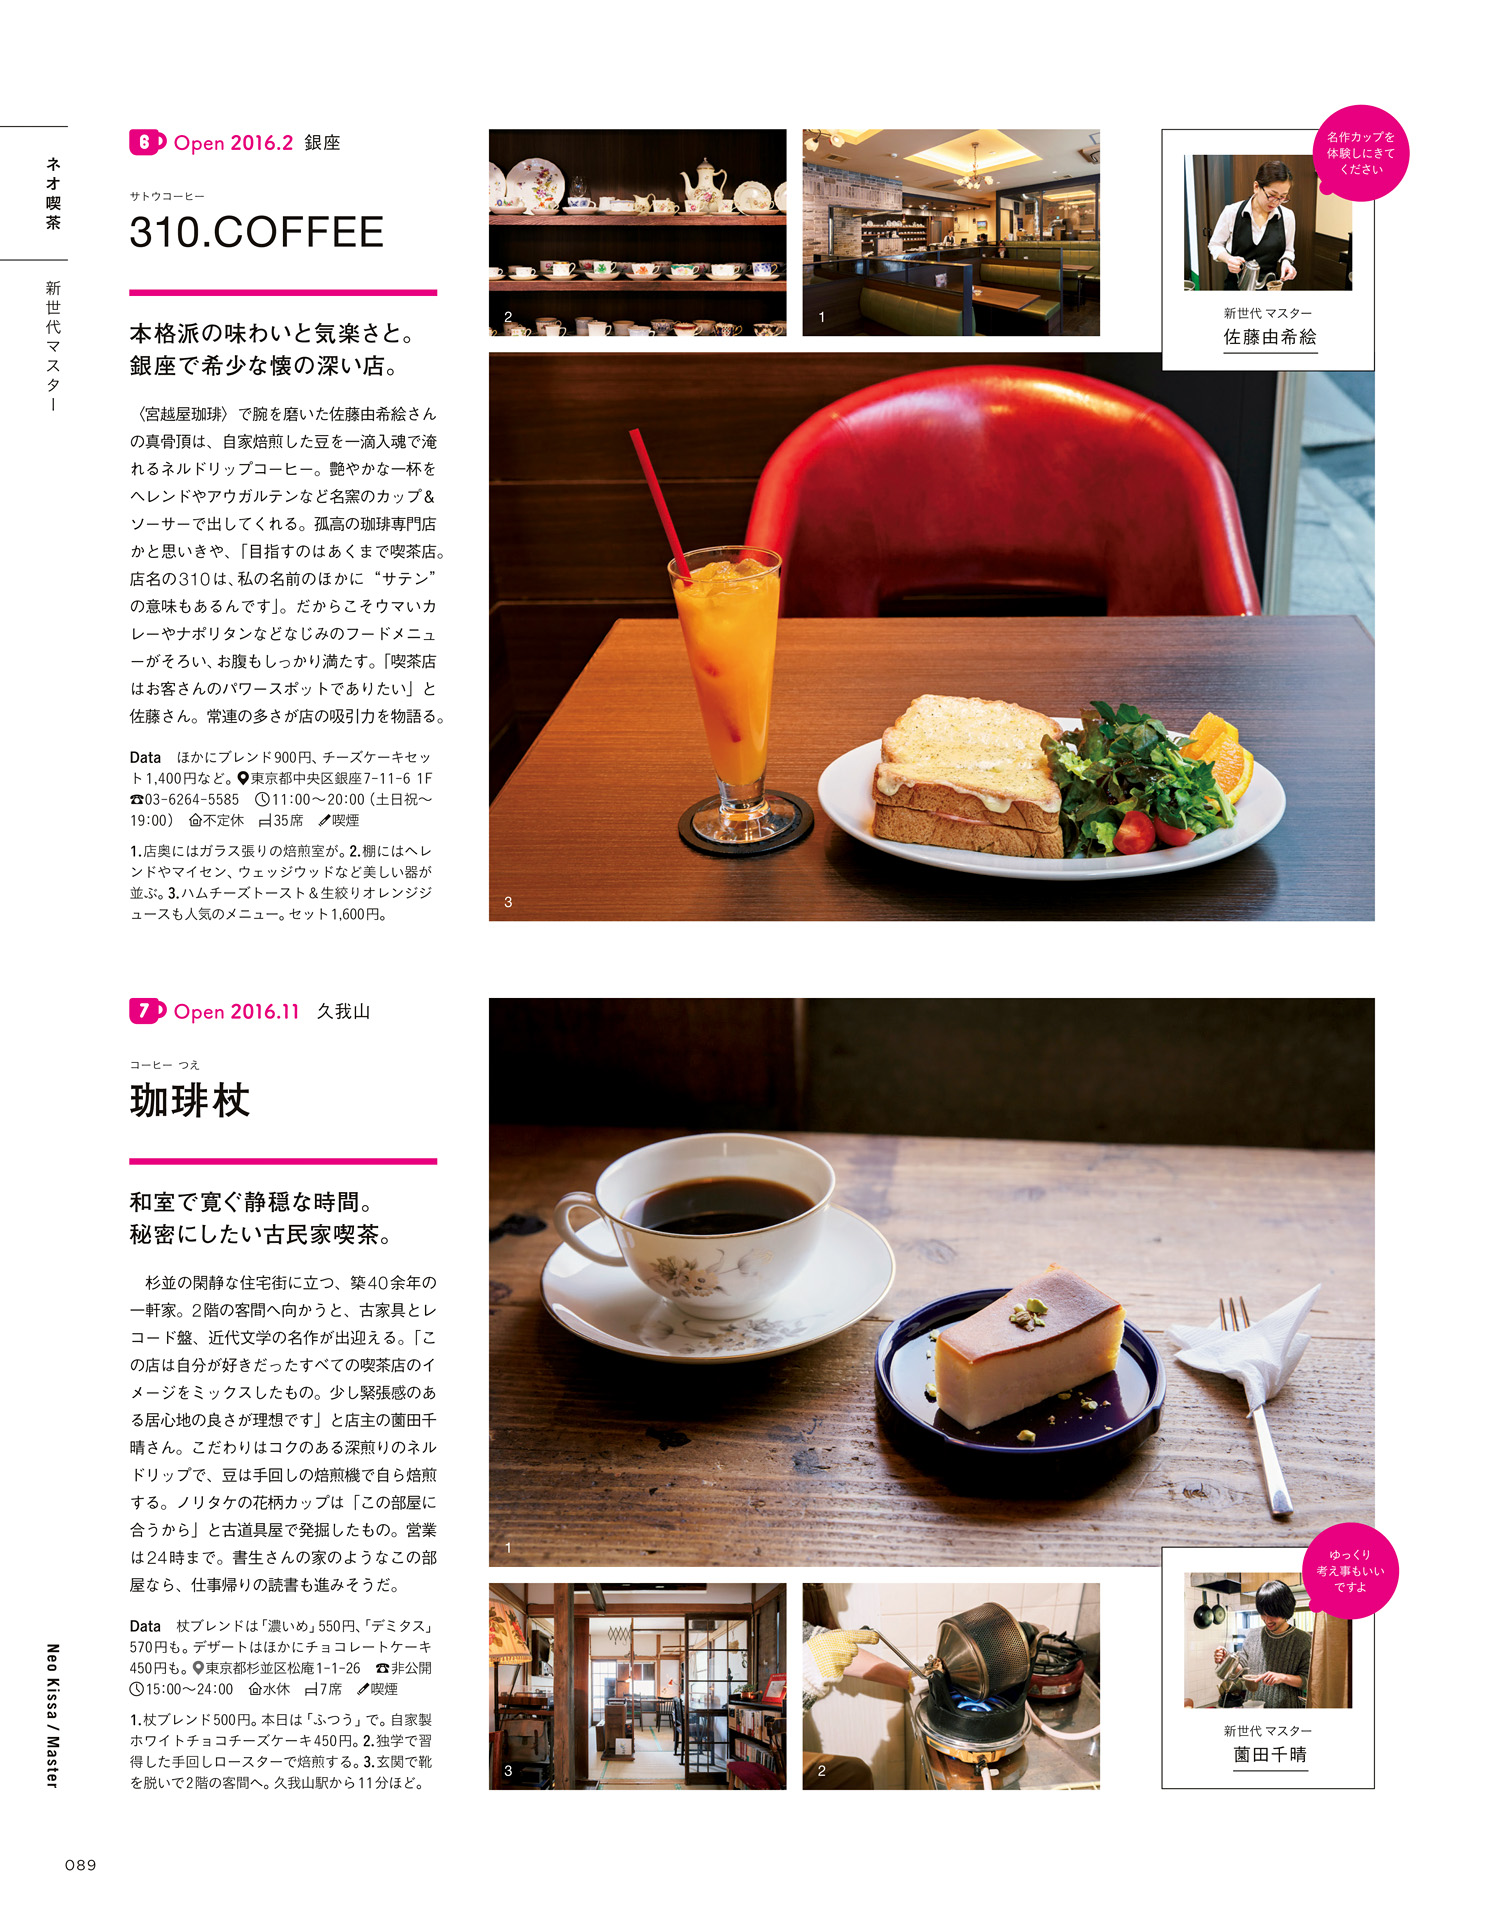 ネオ喫茶
新世代マスター
6 Open 2016.2 銀座
サトウコーヒー
310.COFFEE
本格派の味わいと気楽さと。
銀座で希少な懐の深い店。
〈宮越屋珈琲〉で腕を磨いた佐藤由希絵さん
の真骨頂は、自家焙煎した豆を一滴入魂で淹
れるネルドリップコーヒー。艶やかな一杯を
ヘレンドやアウガルテンなど名窯のカップ&
ソーサーで出してくれる。孤高の珈琲専門店
かと思いきや、「目指すのはあくまで喫茶店。
店名の310は、私の名前のほかに “サテン”
の意味もあるんです」。だからこそウマいカ
レーやナポリタンなどなじみのフードメニュ
ーがそろい、お腹もしっかり満たす。「喫茶店
はお客さんのパワースポットでありたい」と
佐藤さん。常連の多さが店の吸引力を物語る。
Data ほかにブレンド900円、チーズケーキセッ
ト1,400円など。東京都中央区銀座7-11-6 1F
☎03-6264-5585 11:00〜20:00(土日祝〜
19:00) 不定休 35席 喫煙
1.店奥にはガラス張りの焙煎室が。2.棚にはヘレ
ンドやマイセン、ウェッジウッドなど美しい器が
並ぶ。3.ハムチーズトースト&生絞りオレンジジ
ュースも人気のメニュー。セット1,600円。
2
1
3
名作カップを
体験しにきて
ください
新世代 マスター
佐藤由希絵
7 Open 2016.11 久我山
コーヒー つえ
珈琲杖
和室で寛ぐ静穏な時間。
秘密にしたい古民家喫茶。
杉並の閑静な住宅街に立つ、築40余年の
一軒家。2階の客間へ向かうと、古家具とレ
コード盤、近代文学の名作が出迎える。「こ
の店は自分が好きだったすべての喫茶店のイ
メージをミックスしたもの。少し緊張感のあ
る居心地の良さが理想です」と店主の薗田千
晴さん。こだわりはコクのある深煎りのネル
ドリップで、豆は手回しの焙煎機で自ら焙煎
する。ノリタケの花柄カップは「この部屋に
合うから」と古道具屋で発掘したもの。営業
は24時まで。書生さんの家のようなこの部
屋なら、仕事帰りの読書も進みそうだ。
Data 杖ブレンドは「濃いめ」550円、「デミタス」
570円も。デザートはほかにチョコレートケーキ
450円も。東京都杉並区松庵1-1-26 ☎非公開
15:00〜24:00 水休 7席 喫煙
1.杖ブレンド500円。本日は「ふつう」で。自家製
ホワイトチョコチーズケーキ450円。2.独学で習
得した手回しロースターで焙煎する。3.玄関で靴
を脱いで2階の客間へ。久我山駅から11分ほど。
1
3
2
ゆっくり
考え事もいい
ですよ
新世代 マスター
薗田千晴
Neo Kissa / Master
089